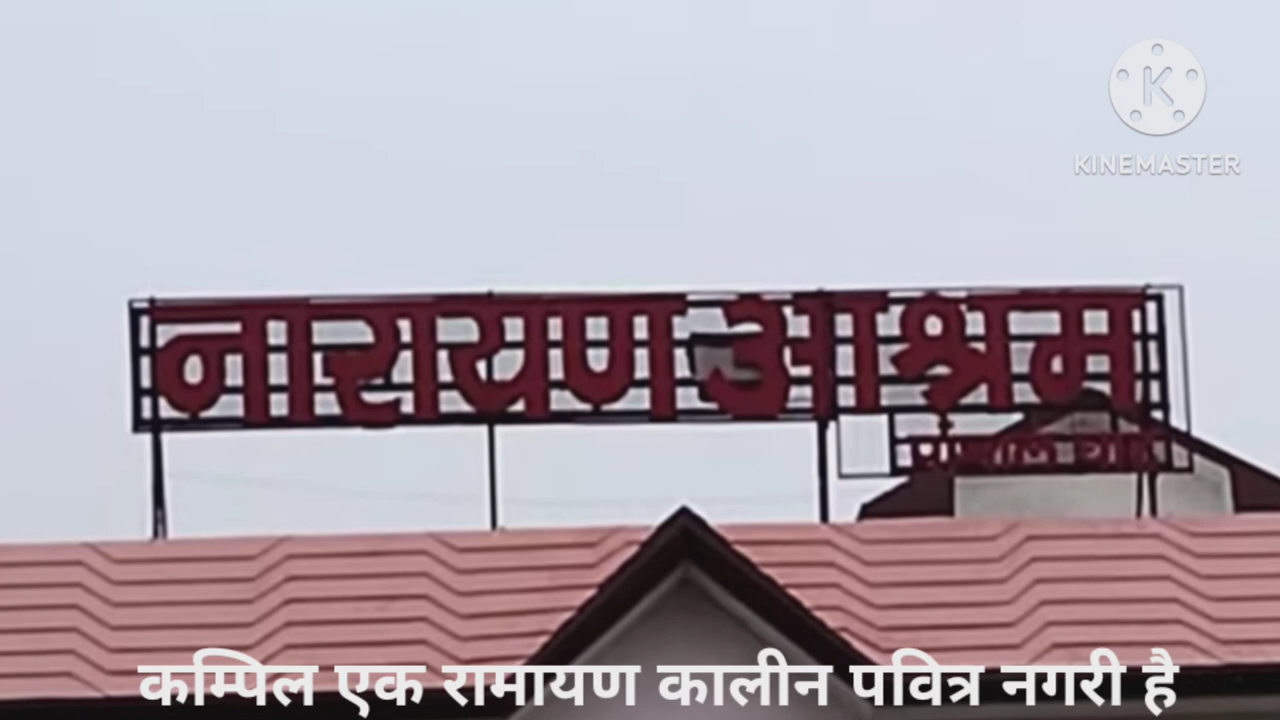 KINEMASTER
नारायण आश्रम
कम्पिल एक रामायण कालीन पवित्र नगरी है